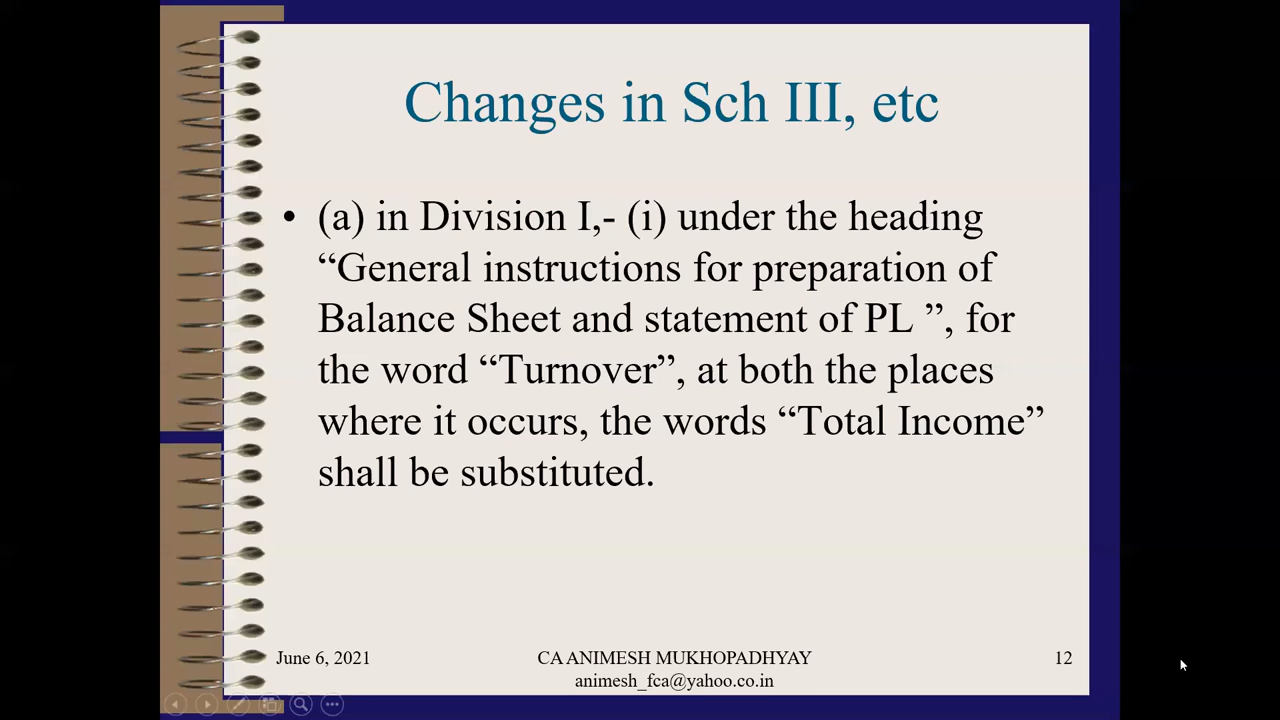 Changes in Sch III, etc
• (a) in Division I,- (i) under the heading
“General instructions for preparation of
Balance Sheet and statement of PL ”, for
the word “Turnover”, at both the places
where it occurs, the words “Total Income”
shall be substituted.
June 6, 2021
CA ANIMESH MUKHOPADHYAY
animesh_fca@yahoo.co.in
12